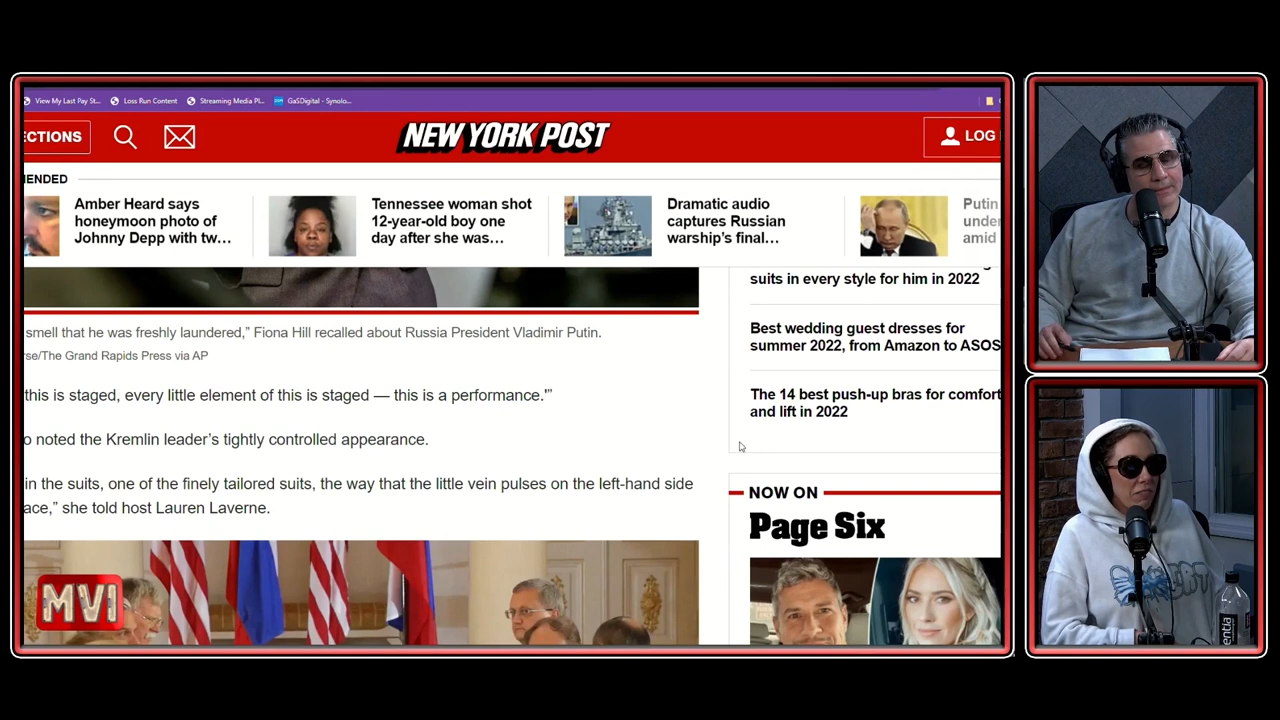 View My Last Pay St...
Loss Run Content
Streaming Media Pl...
GaSDigital - Synolo...
ECTIONS
NEW YORK POST
LOG
ENDED
Amber Heard says
honeymoon photo of
Johnny Depp with tw...
Tennessee woman shot
12-year-old boy one
day after she was...
Dramatic audio
captures Russian
warship's final...
Putin
under
amid
smell that he was freshly laundered,” Fiona Hill recalled about Russia President Vladimir Putin.
rse/The Grand Rapids Press via AP
this is staged, every little element of this is staged — this is a performance.'”
o noted the Kremlin leader’s tightly controlled appearance.
in the suits, one of the finely tailored suits, the way that the little vein pulses on the left-hand side
ace,” she told host Lauren Laverne.
suits in every style for him in 2022
Best wedding guest dresses for
summer 2022, from Amazon to ASOS
The 14 best push-up bras for comfort
and lift in 2022
NOW ON
Page Six
MVI
entia